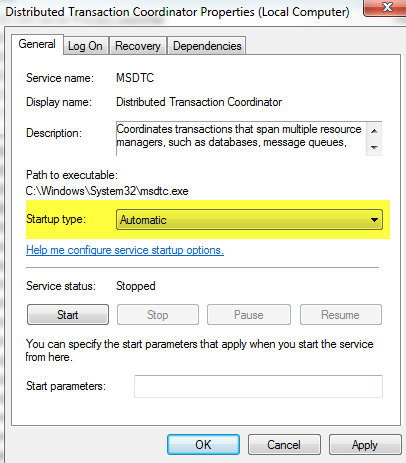 Distributed Transaction Coordinator Properties (Local Computer)
General Log On Recovery Dependencies
Service name: MSDTC
Display name: Distributed Transaction Coordinator
Description: Coordinates transactions that span multiple resource
managers, such as databases, message queues,
Path to executable:
C:\Windows\System32\msdtc.exe
Startup type: Automatic
Help me configure service startup options.
Service status: Stopped
Start Stop Pause Resume
You can specify the start parameters that apply when you start the service
from here.
Start parameters:
OK Cancel Apply